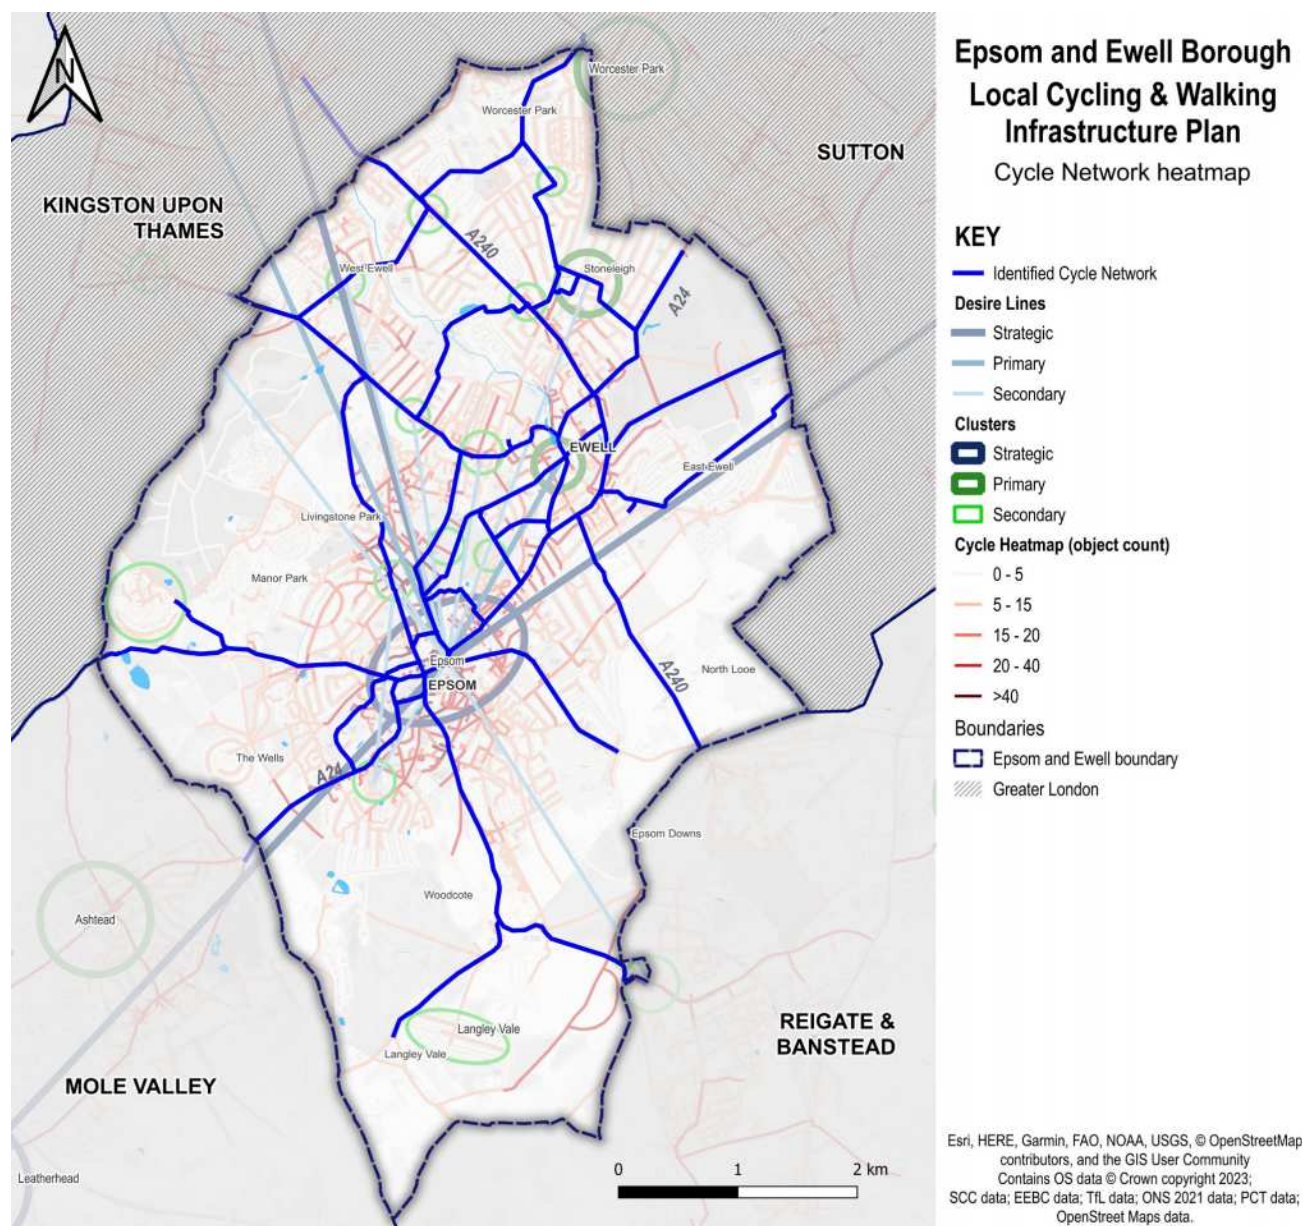 Epsom and Ewell Borough
Local Cycling & Walking
Infrastructure Plan
Cycle Network heatmap
KEY
Identified Cycle Network
Desire Lines
Strategic
Primary
Secondary
Clusters
Strategic
Primary
Secondary
Cycle Heatmap (object count)
0 - 5
5 - 15
15 - 20
20 - 40
>40
Boundaries
Epsom and Ewell boundary
Greater London
Esri, HERE, Garmin, FAO, NOAA, USGS, © OpenStreetMap
contributors, and the GIS User Community
Contains OS data © Crown copyright 2023;
SCC data; EEBC data; TfL data; ONS 2021 data; PCT data;
OpenStreet Maps data.
N
Worcester Park
Worcester Park
SUTTON
KINGSTON UPON
THAMES
A240
West Ewell
Stoneleigh
A24
EWELL
East Ewell
Livingstone Park
Manor Park
Epsom
EPSOM
A240
North Looe
The Wells
A24
Epsom Downs
Woodcote
Ashtead
Langley Vale
Langley Vale
REIGATE &
BANSTEAD
MOLE VALLEY
Leatherhead
0 1 2 km